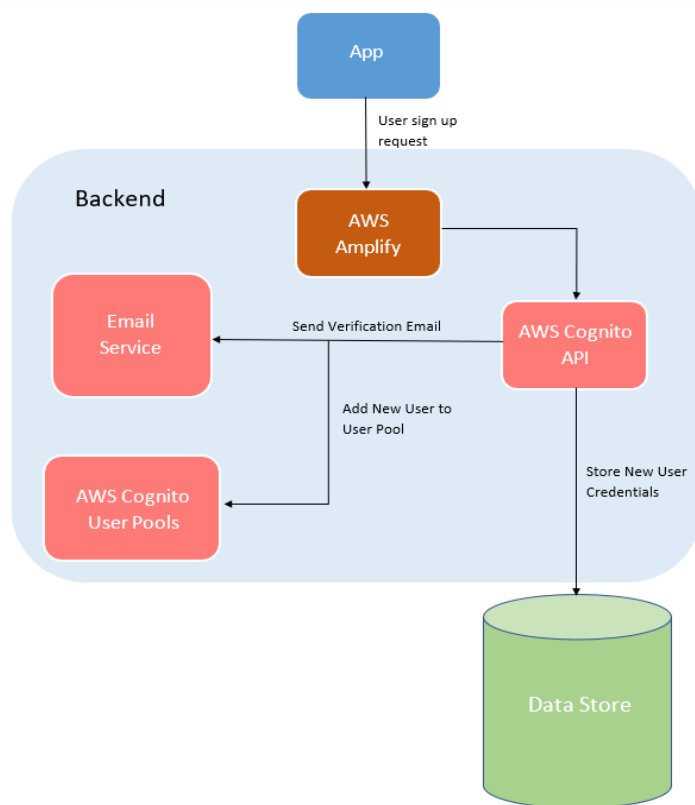 App
User sign up
request
Backend
AWS
Amplify
Email
Service
Send Verification Email
AWS Cognito
API
Add New User to
User Pool
AWS Cognito
User Pools
Store New User
Credentials
Data Store